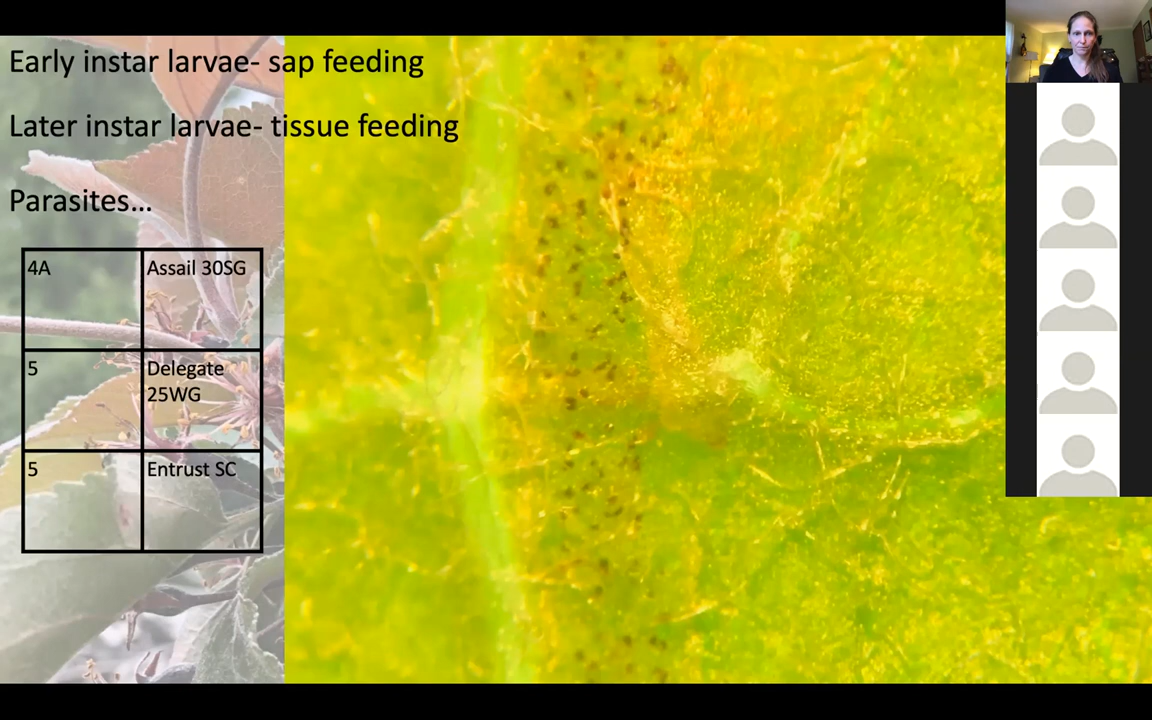 Early instar larvae- sap feeding
Later instar larvae- tissue feeding
Parasites...
4A
Assail 30SG
5
Delegate
25WG
5
Entrust SC